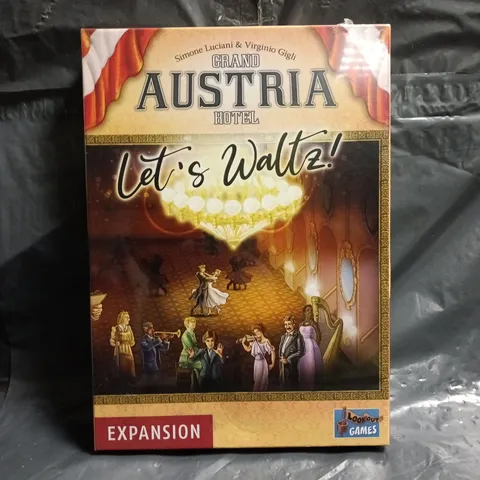 Simone Luciani & Virginio Gigli
GRAND
AUSTRIA
HOTEL
Let's Waltz!
EXPANSION
LOOKOUT
GAMES